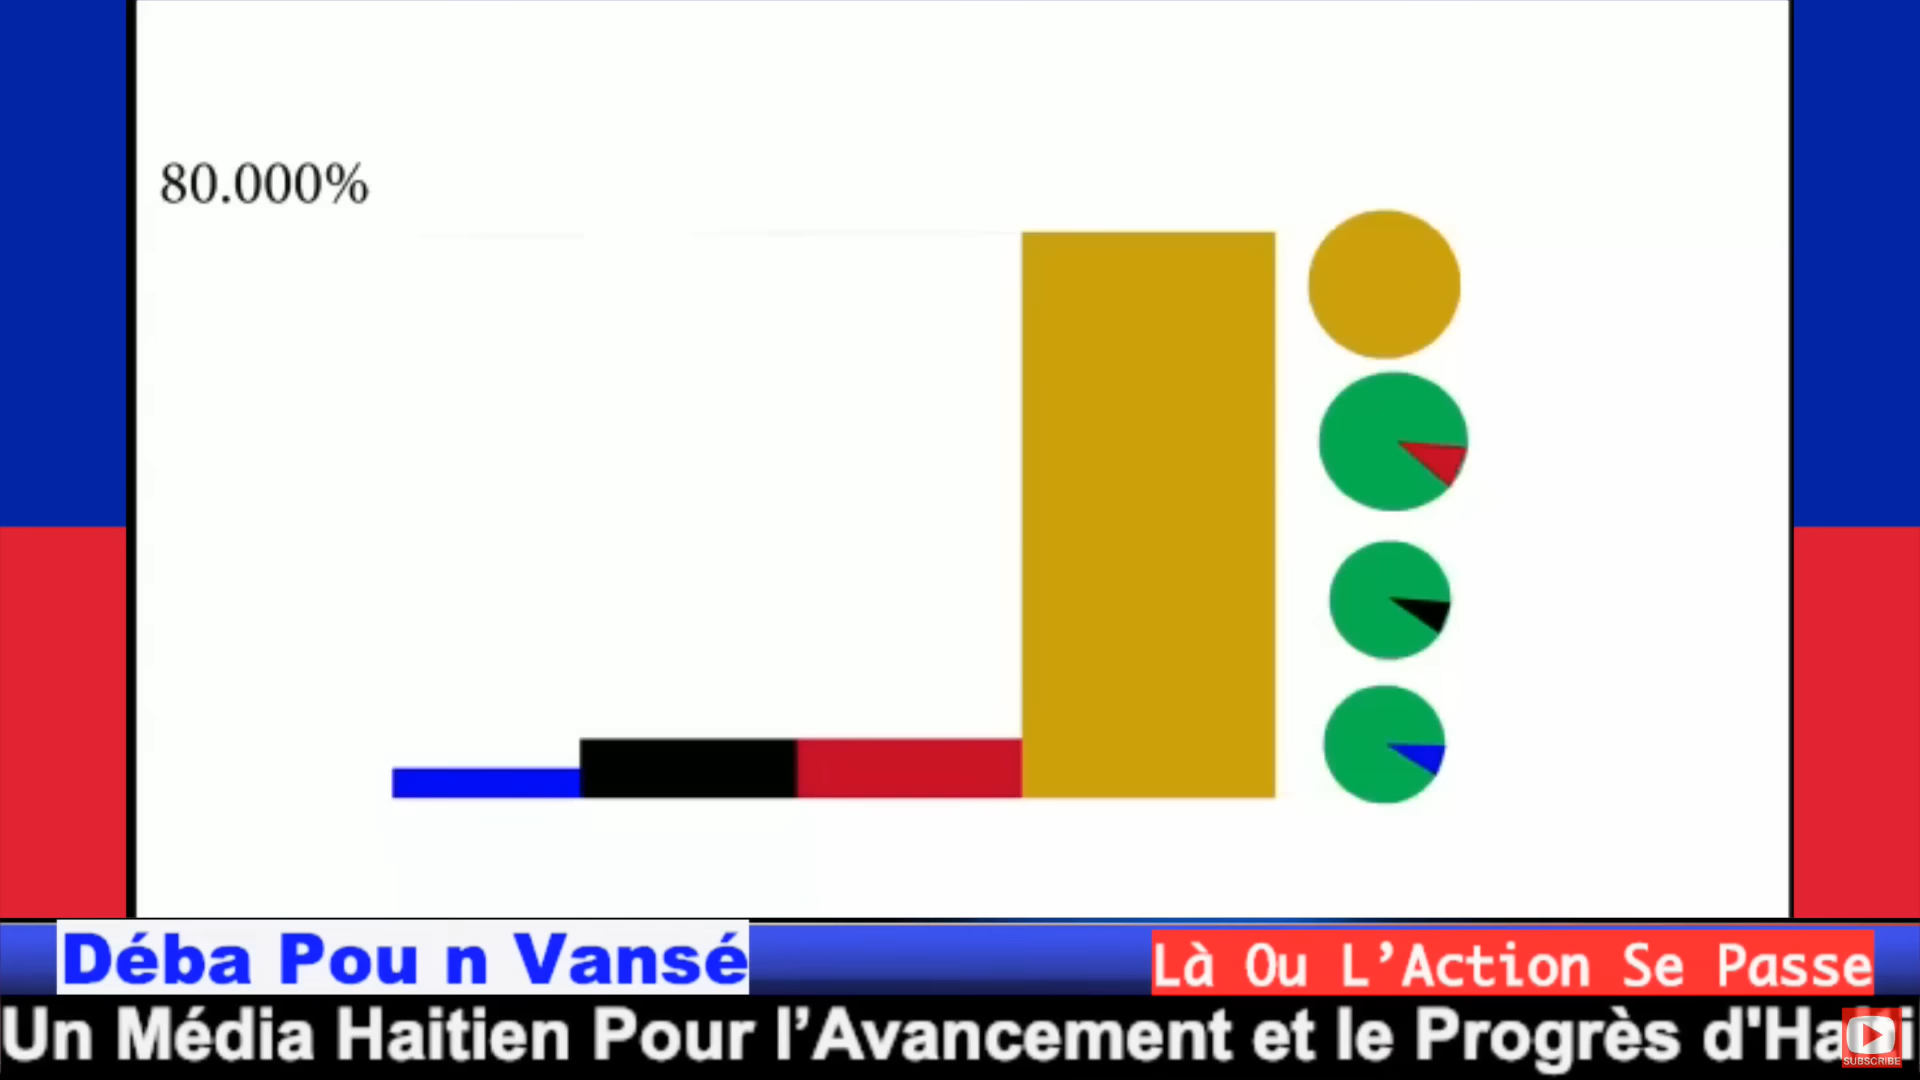 80.000%
Déba Pou n Vansé
Là Ou L’Action Se Passe
Un Média Haitien Pour l’Avancement et le Progrès d'Haiti
SUBSCRIBE